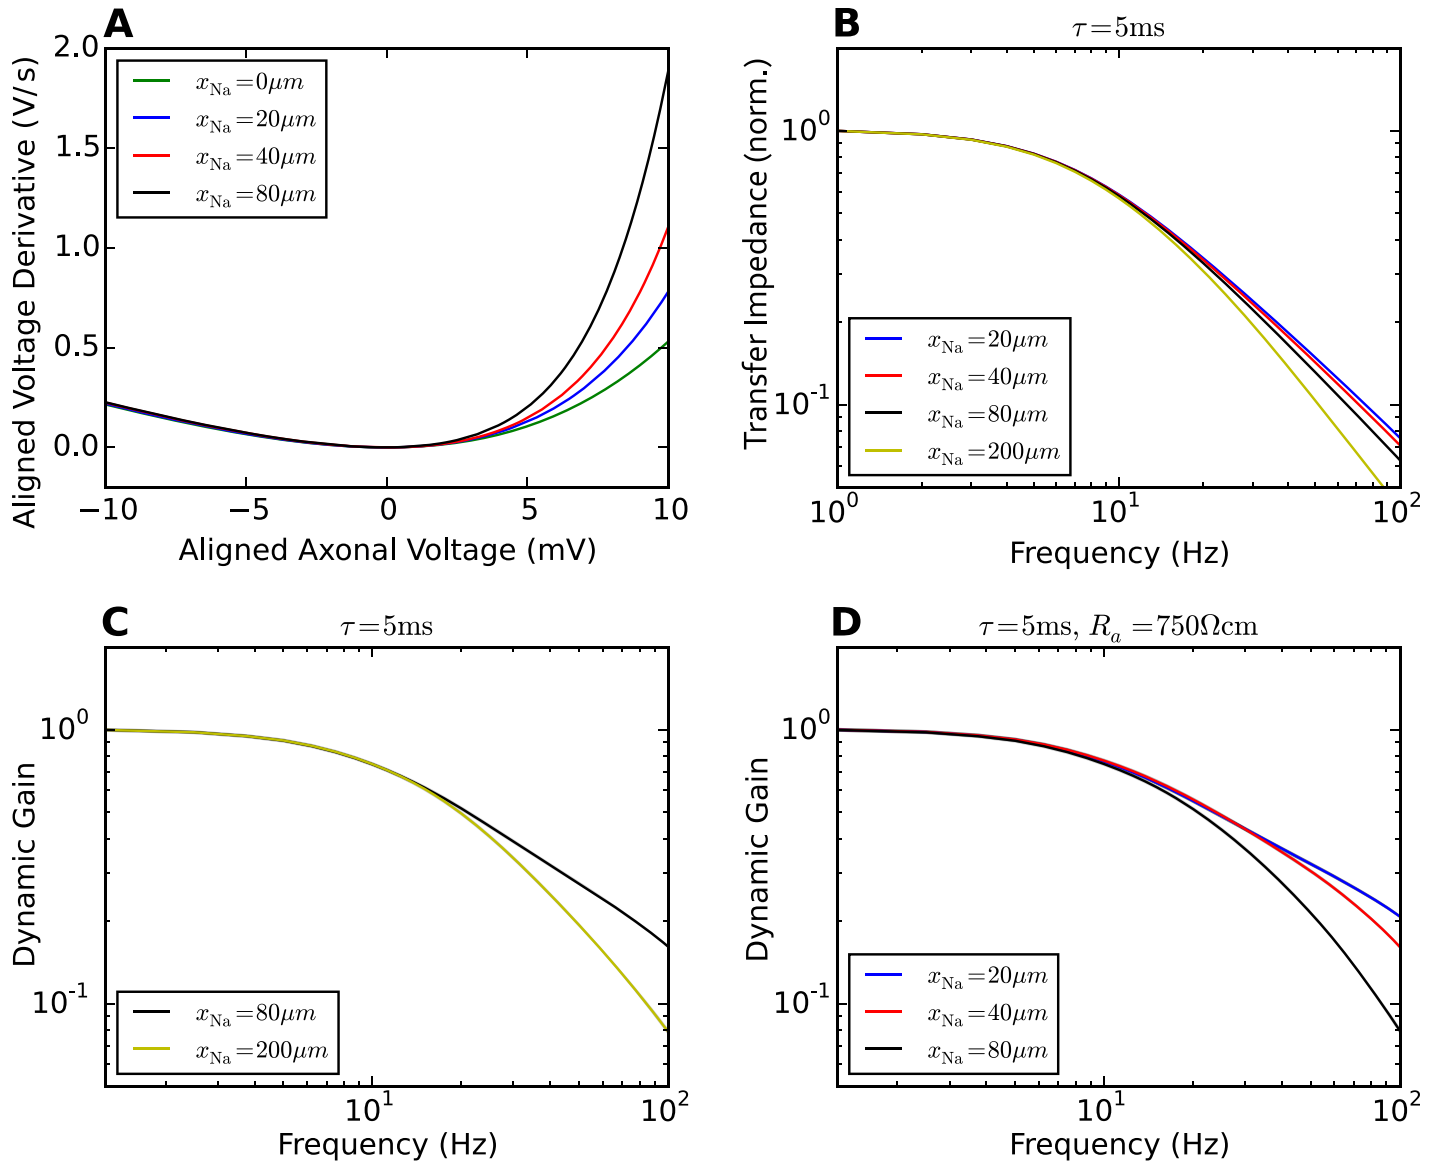 A
Aligned Voltage Derivative (V/s)
2.0
1.5
1.0
0.5
0.0
x_Na = 0μm
x_Na = 20μm
x_Na = 40μm
x_Na = 80μm
−10 −5 0 5 10
Aligned Axonal Voltage (mV)
B
τ = 5ms
Transfer Impedance (norm.)
10^0
10^-1
x_Na = 20μm
x_Na = 40μm
x_Na = 80μm
x_Na = 200μm
10^0 10^1 10^2
Frequency (Hz)
C
τ = 5ms
Dynamic Gain
10^0
10^-1
x_Na = 80μm
x_Na = 200μm
10^1 10^2
Frequency (Hz)
D
τ = 5ms, R_a = 750Ωcm
Dynamic Gain
10^0
10^-1
x_Na = 20μm
x_Na = 40μm
x_Na = 80μm
10^1 10^2
Frequency (Hz)